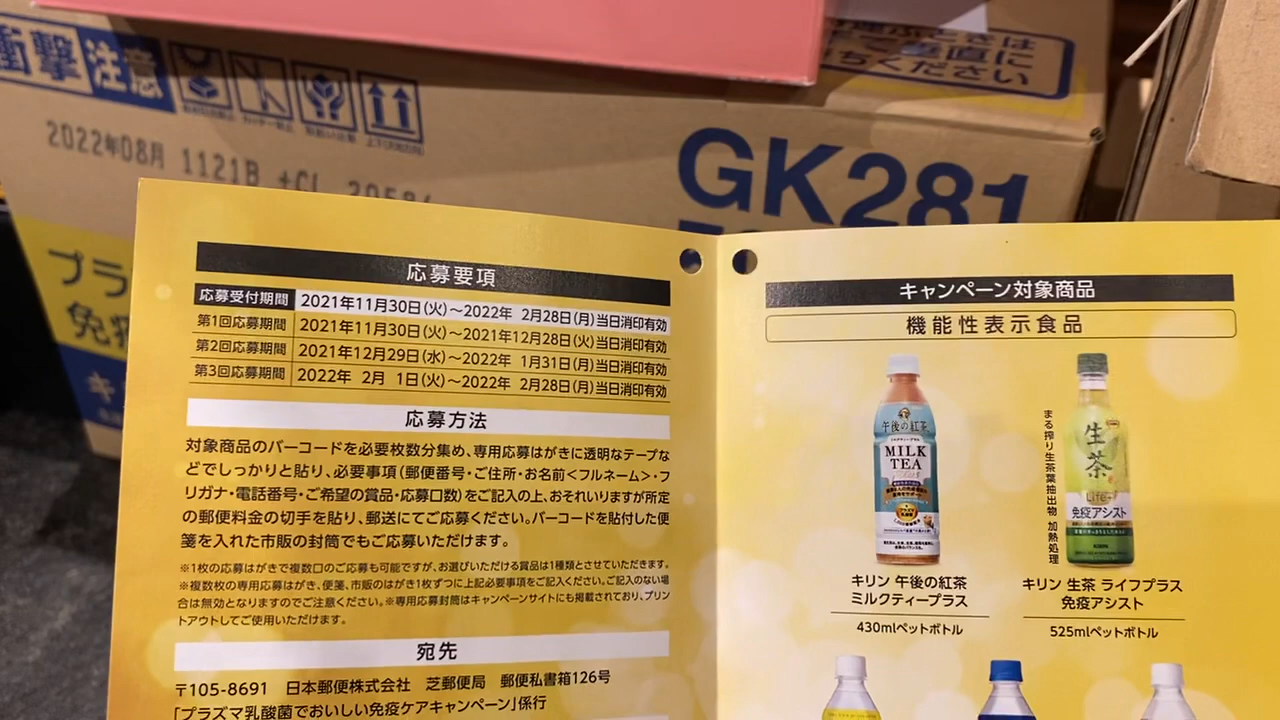 衝撃注意
2022年08月 1121B +CL
GK281
プラ
免疫
キ
ください
応募要項
応募受付期間 2021年11月30日(火)～2022年 2月28日(月)当日消印有効
第1回応募期間 2021年11月30日(火)～2021年12月28日(火)当日消印有効
第2回応募期間 2021年12月29日(水)～2022年 1月31日(月)当日消印有効
第3回応募期間 2022年 2月 1日(火)～2022年 2月28日(月)当日消印有効
応募方法
対象商品のバーコードを必要枚数分集め、専用応募はがきに透明なテープな
どでしっかりと貼り、必要事項(郵便番号・ご住所・お名前<フルネーム>・フ
リガナ・電話番号・ご希望の賞品・応募口数)をご記入の上、おそれいりますが所定
の郵便料金の切手を貼り、郵送にてご応募ください。バーコードを貼付した便
箋を入れた市販の封筒でもご応募いただけます。
※1枚の応募はがきで複数口のご応募も可能ですが、お選びいただける賞品は1種類とさせていただきます。
※複数枚の専用応募はがき、便箋、市販のはがき1枚ずつに上記必要事項をご記入ください。ご記入のない場
合は無効となりますのでご注意ください。※専用応募封筒はキャンペーンサイトにも掲載されており、プリン
トアウトしてご使用いただけます。
宛先
〒105-8691 日本郵便株式会社 芝郵便局 郵便私書箱126号
「プラズマ乳酸菌でおいしい免疫ケアキャンペーン」係行
キャンペーン対象商品
機能性表示食品
午後の紅茶
MILK
TEA
キリン 午後の紅茶
ミルクティープラス
430mlペットボトル
まる搾り生茶葉抽出物 加熱処理
生茶
Life+
免疫アシスト
キリン 生茶 ライフプラス
免疫アシスト
525mlペットボトル